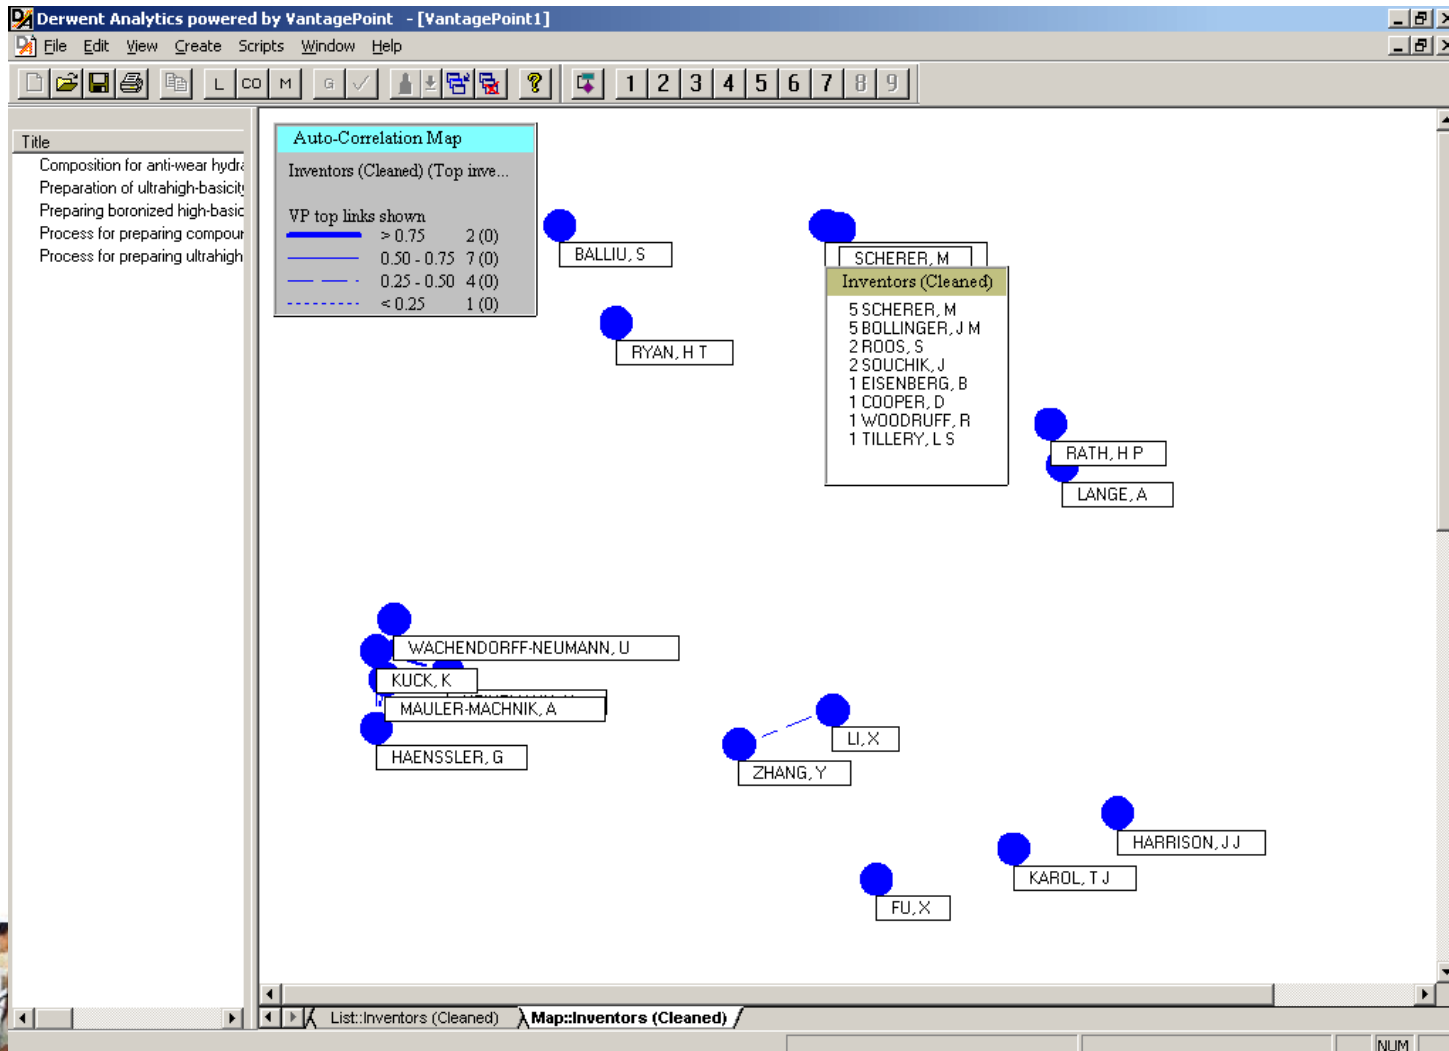 Derwent Analytics powered by VantagePoint - [VantagePoint1]
File Edit View Create Scripts Window Help
L CO M G 1 2 3 4 5 6 7 8 9
Title
Composition for anti-wear hydra
Preparation of ultrahigh-basicity
Preparing boronized high-basic
Process for preparing compour
Process for preparing ultrahigh
Auto-Correlation Map
Inventors (Cleaned) (Top inve...
VP top links shown
> 0.75 2 (0)
0.50 - 0.75 7 (0)
0.25 - 0.50 4 (0)
< 0.25 1 (0)
BALLIU, S
SCHERER, M
Inventors (Cleaned)
5 SCHERER, M
5 BOLLINGER, J M
2 ROOS, S
2 SOUCHIK, J
1 EISENBERG, B
1 COOPER, D
1 WOODRUFF, R
1 TILLERY, L S
RYAN, H T
RATH, H P
LANGE, A
WACHENDORFF-NEUMANN, U
KUCK, K
MAULER-MACHNIK, A
HAENSSLER, G
LI, X
ZHANG, Y
HARRISON, J J
KAROL, T J
FU, X
List::Inventors (Cleaned) Map::Inventors (Cleaned)
NUM